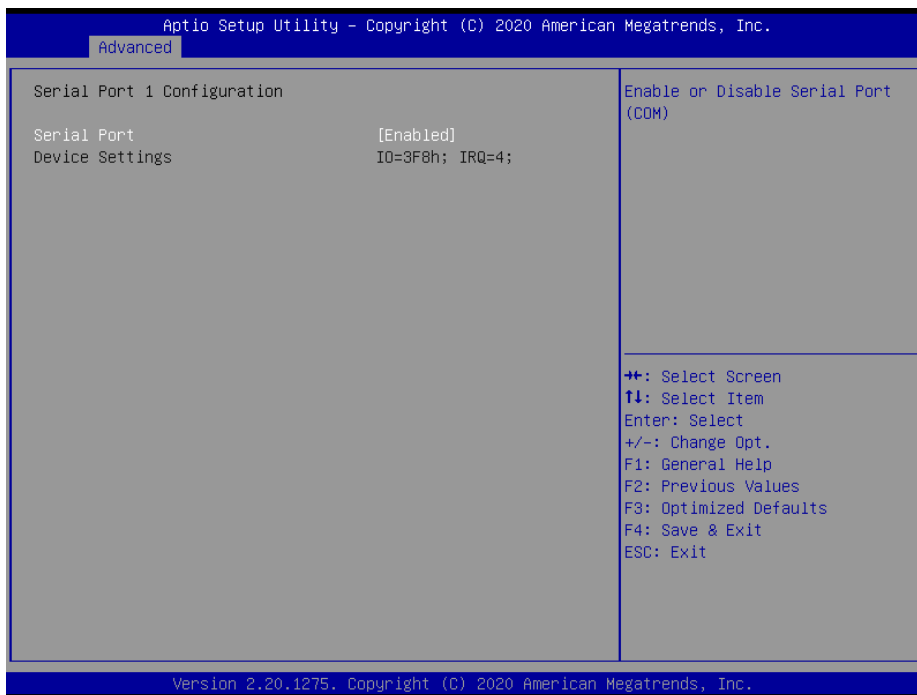 Aptio Setup Utility – Copyright (C) 2020 American Megatrends, Inc.
Advanced
Serial Port 1 Configuration
Serial Port [Enabled]
Device Settings IO=3F8h; IRQ=4;
Enable or Disable Serial Port
(COM)
→←: Select Screen
↑↓: Select Item
Enter: Select
+/-: Change Opt.
F1: General Help
F2: Previous Values
F3: Optimized Defaults
F4: Save & Exit
ESC: Exit
Version 2.20.1275. Copyright (C) 2020 American Megatrends, Inc.